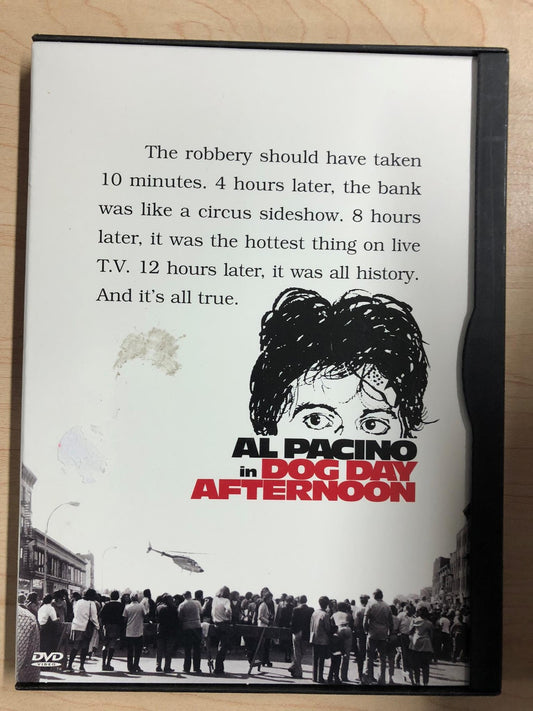 The robbery should have taken
10 minutes. 4 hours later, the bank
was like a circus sideshow. 8 hours
later, it was the hottest thing on live
T.V. 12 hours later, it was all history.
And it's all true.
AL PACINO
in DOG DAY
AFTERNOON
DVD
VIDEO